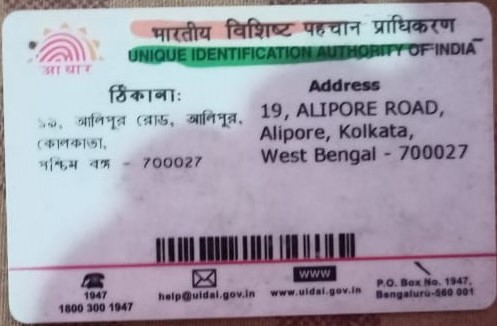 भारतीय विशिष्ट पहचान प्राधिकरण
UNIQUE IDENTIFICATION AUTHORITY OF INDIA
आधार
ঠিকানা:
১৯, আলিপুর রোড, আলিপুর,
কোলকাতা,
পশ্চিম বঙ্গ - 700027
Address
19, ALIPORE ROAD,
Alipore, Kolkata,
West Bengal - 700027
1947
1800 300 1947
help@uidai.gov.in
WWW
www.uidai.gov.in
P.O. Box No. 1947,
Bengaluru-560 001